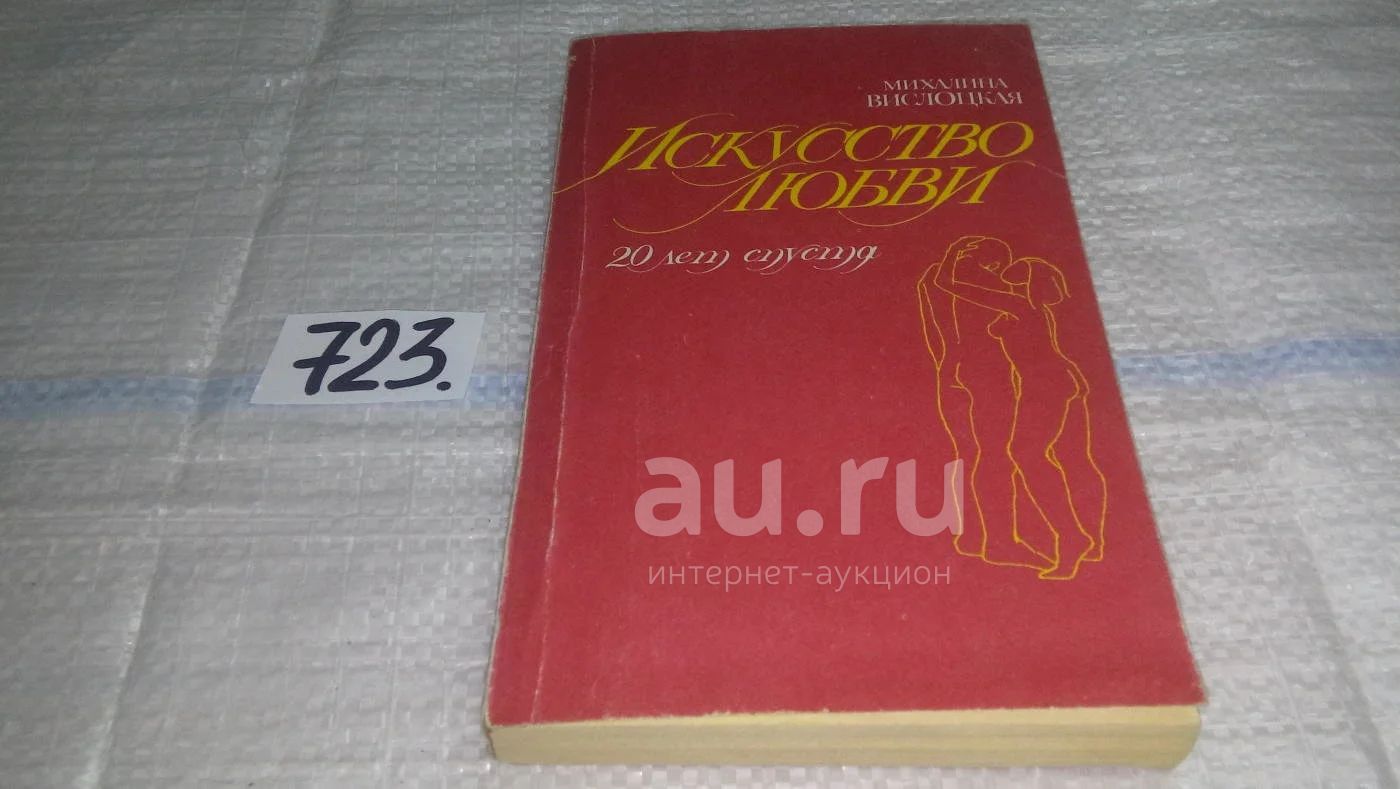 МИХАЛИНА
ВИСЛОЦКАЯ
ИСКУССТВО
ЛЮБВИ
20 лет спустя
723.
au.ru
интернет-аукцион